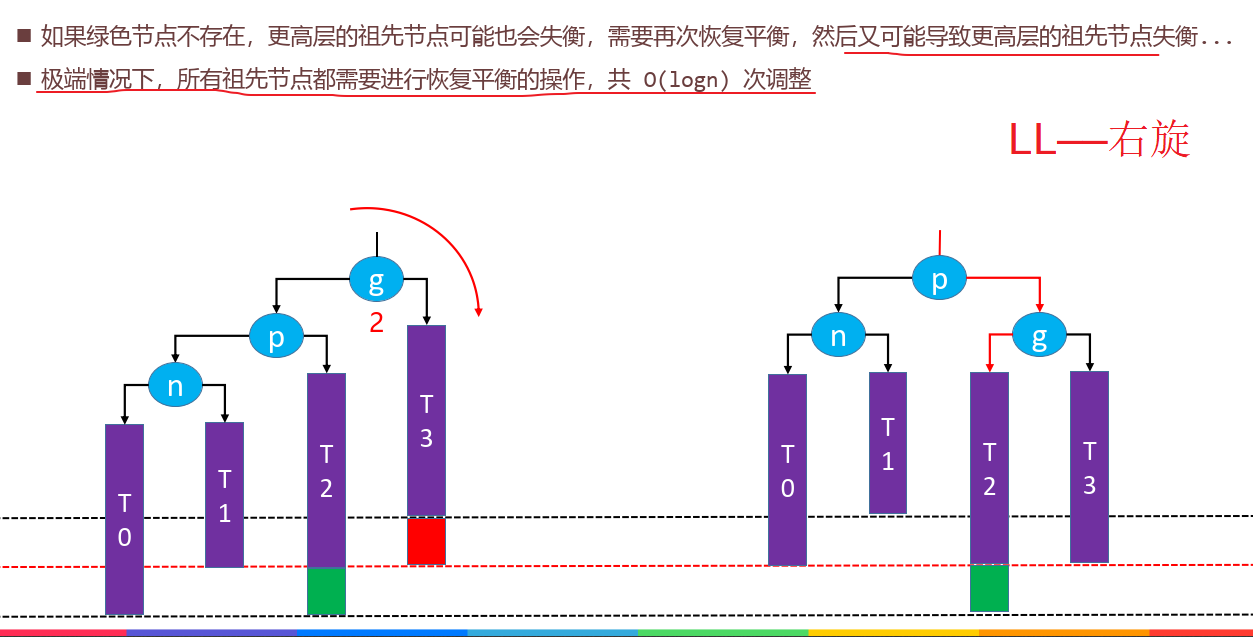 ■ 如果绿色节点不存在，更高层的祖先节点可能也会失衡，需要再次恢复平衡，然后又可能导致更高层的祖先节点失衡...
■ 极端情况下，所有祖先节点都需要进行恢复平衡的操作，共 O(logn) 次调整
LL—右旋
g
2
p
n
T0
T1
T2
T3
p
n
g
T0
T1
T2
T3